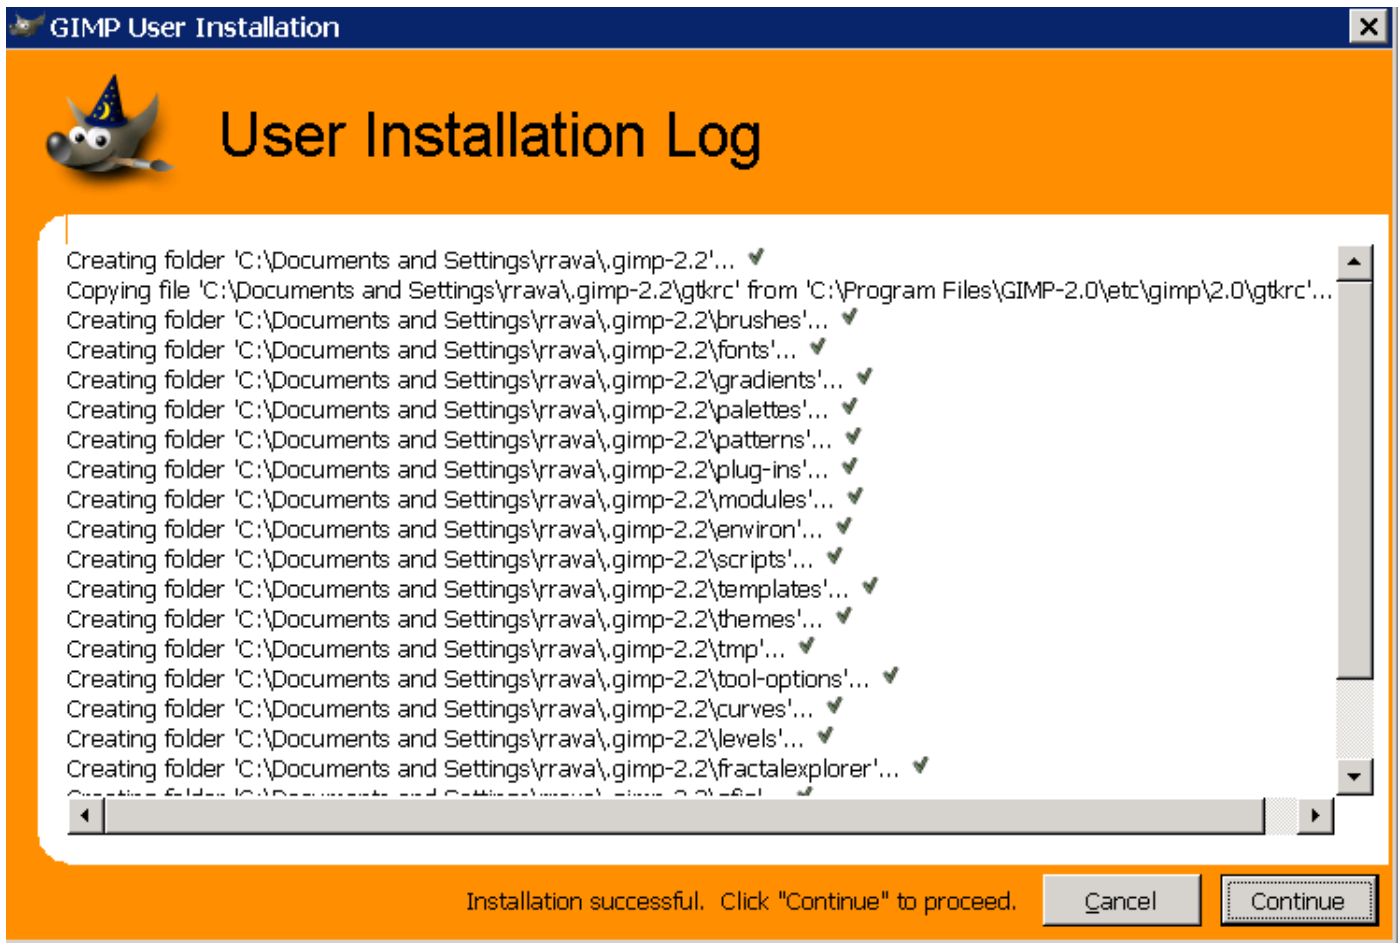 GIMP User Installation
User Installation Log
Creating folder 'C:\Documents and Settings\rrava\.gimp-2.2'...
Copying file 'C:\Documents and Settings\rrava\.gimp-2.2\gtkrc' from 'C:\Program Files\GIMP-2.0\etc\gimp\2.0\gtkrc'...
Creating folder 'C:\Documents and Settings\rrava\.gimp-2.2\brushes'...
Creating folder 'C:\Documents and Settings\rrava\.gimp-2.2\fonts'...
Creating folder 'C:\Documents and Settings\rrava\.gimp-2.2\gradients'...
Creating folder 'C:\Documents and Settings\rrava\.gimp-2.2\palettes'...
Creating folder 'C:\Documents and Settings\rrava\.gimp-2.2\patterns'...
Creating folder 'C:\Documents and Settings\rrava\.gimp-2.2\plug-ins'...
Creating folder 'C:\Documents and Settings\rrava\.gimp-2.2\modules'...
Creating folder 'C:\Documents and Settings\rrava\.gimp-2.2\environ'...
Creating folder 'C:\Documents and Settings\rrava\.gimp-2.2\scripts'...
Creating folder 'C:\Documents and Settings\rrava\.gimp-2.2\templates'...
Creating folder 'C:\Documents and Settings\rrava\.gimp-2.2\themes'...
Creating folder 'C:\Documents and Settings\rrava\.gimp-2.2\tmp'...
Creating folder 'C:\Documents and Settings\rrava\.gimp-2.2\tool-options'...
Creating folder 'C:\Documents and Settings\rrava\.gimp-2.2\curves'...
Creating folder 'C:\Documents and Settings\rrava\.gimp-2.2\levels'...
Creating folder 'C:\Documents and Settings\rrava\.gimp-2.2\fractalexplorer'...
Installation successful. Click "Continue" to proceed.
Cancel
Continue